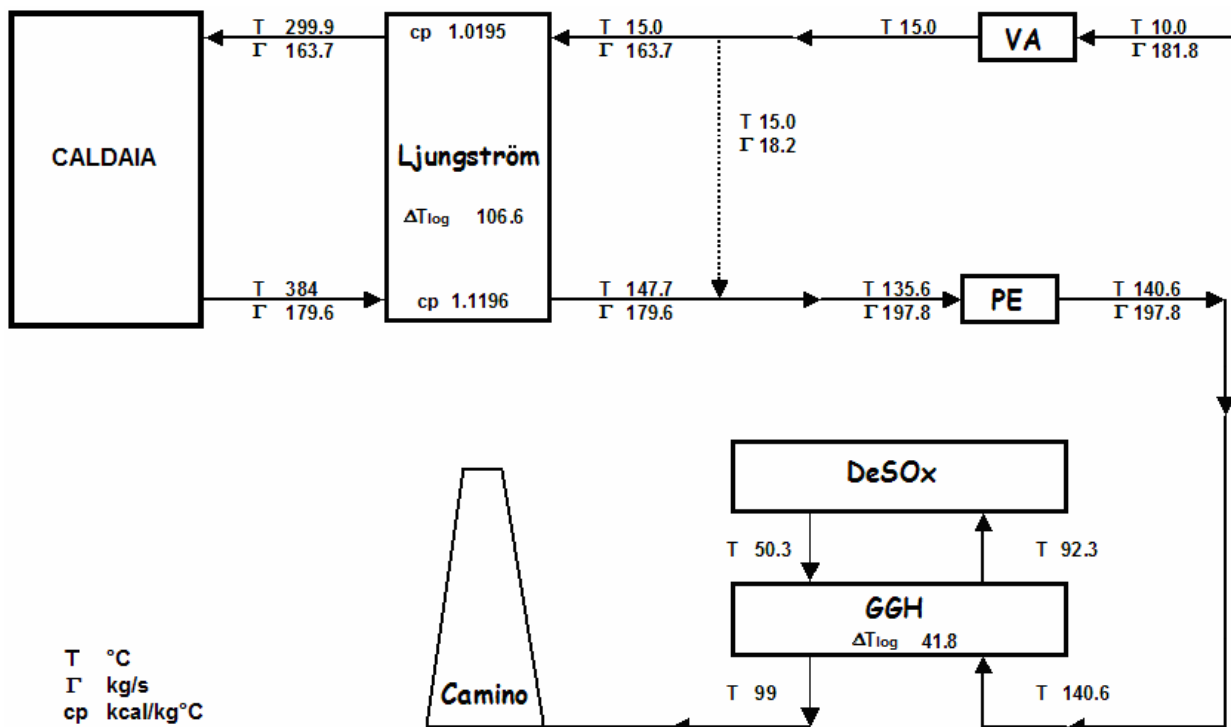 T 299.9
Γ 163.7
cp 1.0195
T 15.0
Γ 163.7
T 15.0
VA
T 10.0
Γ 181.8
T 15.0
Γ 18.2
CALDAIA
Ljungström
ΔTlog 106.6
T 384
Γ 179.6
cp 1.1196
T 147.7
Γ 179.6
T 135.6
Γ 197.8
PE
T 140.6
Γ 197.8
DeSOx
T 50.3
T 92.3
GGH
ΔTlog 41.8
T °C
Γ kg/s
cp kcal/kg°C
Camino
T 99
T 140.6